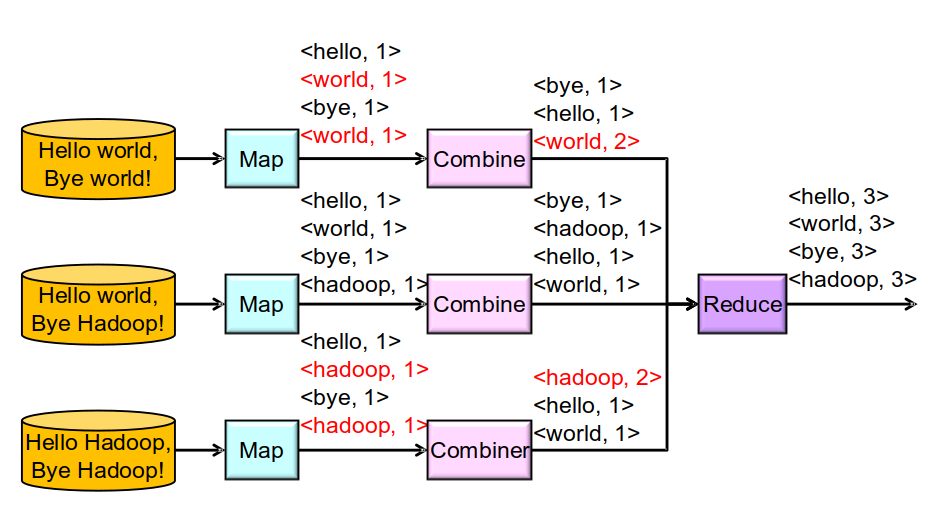 Hello world,
Bye world!
Map
<hello, 1>
<world, 1>
<bye, 1>
<world, 1>
Combine
<bye, 1>
<hello, 1>
<world, 2>
Hello world,
Bye Hadoop!
Map
<hello, 1>
<world, 1>
<bye, 1>
<hadoop, 1>
Combine
<bye, 1>
<hadoop, 1>
<hello, 1>
<world, 1>
Hello Hadoop,
Bye Hadoop!
Map
<hello, 1>
<hadoop, 1>
<bye, 1>
<hadoop, 1>
Combiner
<hadoop, 2>
<hello, 1>
<world, 1>
Reduce
<hello, 3>
<world, 3>
<bye, 3>
<hadoop, 3>